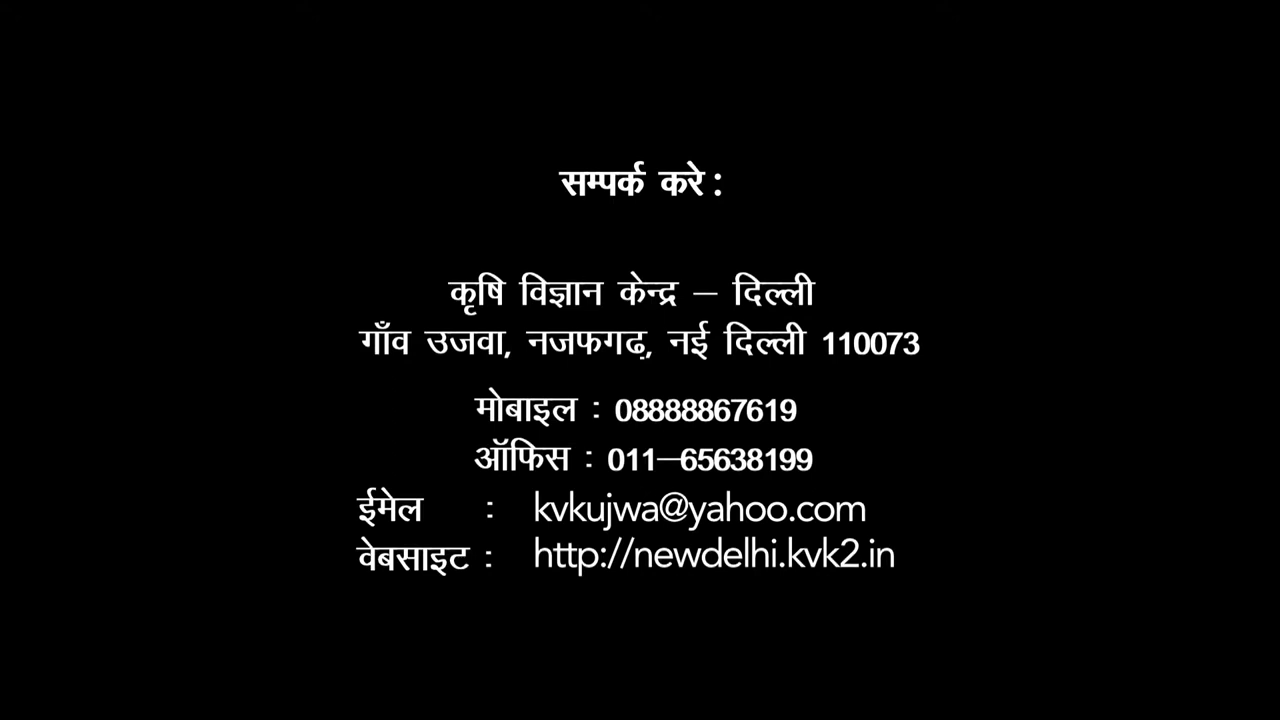 सम्पर्क करे :
कृषि विज्ञान केन्द्र – दिल्ली
गाँव उजवा, नजफगढ़, नई दिल्ली 110073
मोबाइल : 08888867619
ऑफिस : 011–65638199
ईमेल : kvkujwa@yahoo.com
वेबसाइट : http://newdelhi.kvk2.in